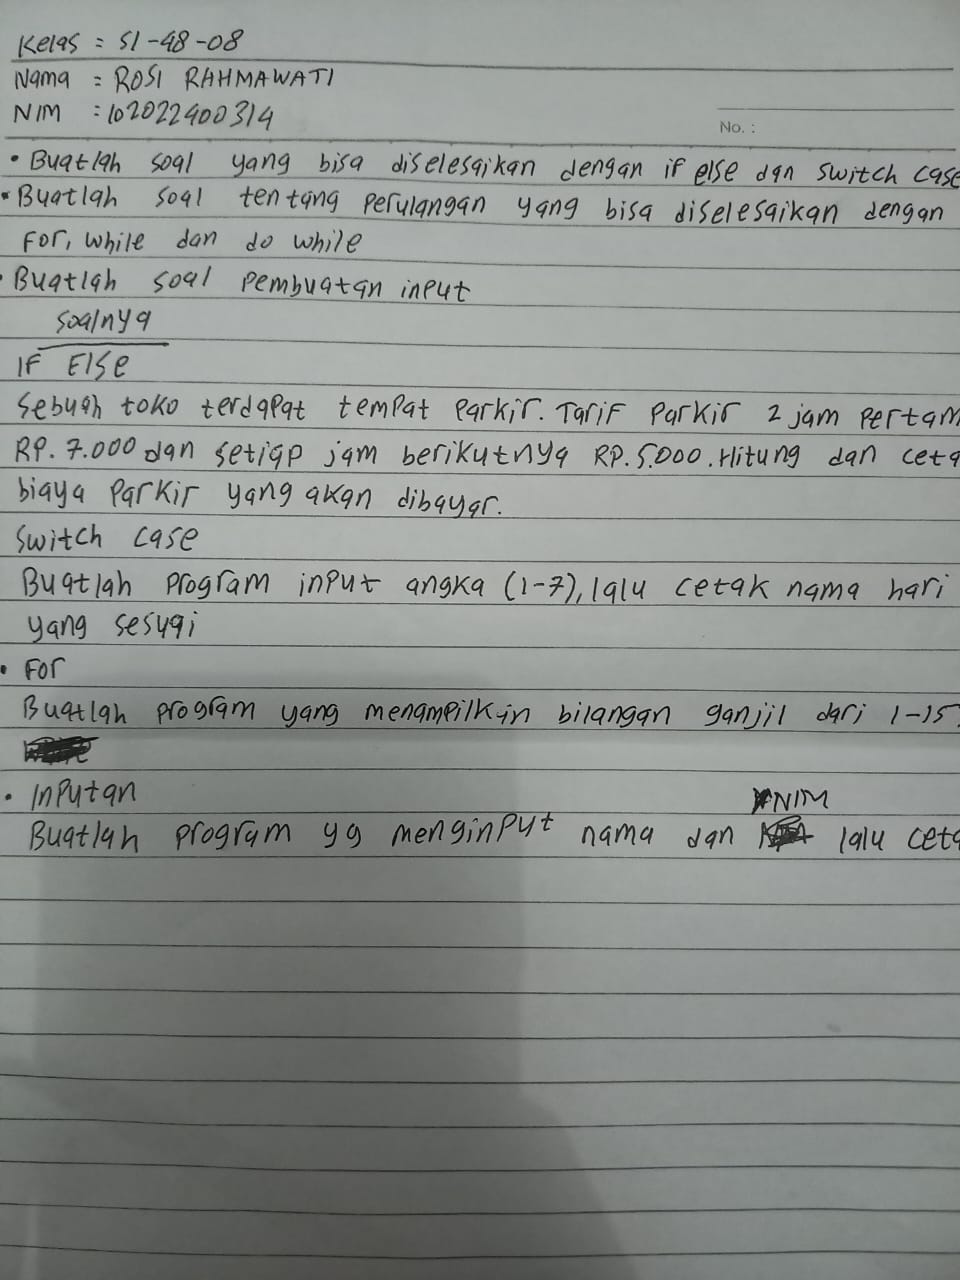 Kelas = SI-48-08
Nama = ROSI RAHMAWATI
NIM : 102022400314
No. :
• Buatlah soal yang bisa diselesaikan dengan if else dan switch case
• Buatlah soal tentang perulangan yang bisa diselesaikan dengan
For, while dan do while
• Buatlah soal pembuatan input
soalnya
IF Else
Sebuah toko terdapat tempat parkir. Tarif parkir 2 jam pertam
RP. 7.000 dan setiap jam berikutnya RP. 5.000. Hitung dan ceta
biaya parkir yang akan dibayar.
Switch case
Buatlah program input angka (1-7), lalu cetak nama hari
yang sesuai
• For
Buatlah program yang menampilkin bilangan ganjil dari 1-15.
• Inputan
NIM
Buatlah program yg menginput nama dan lalu ceta